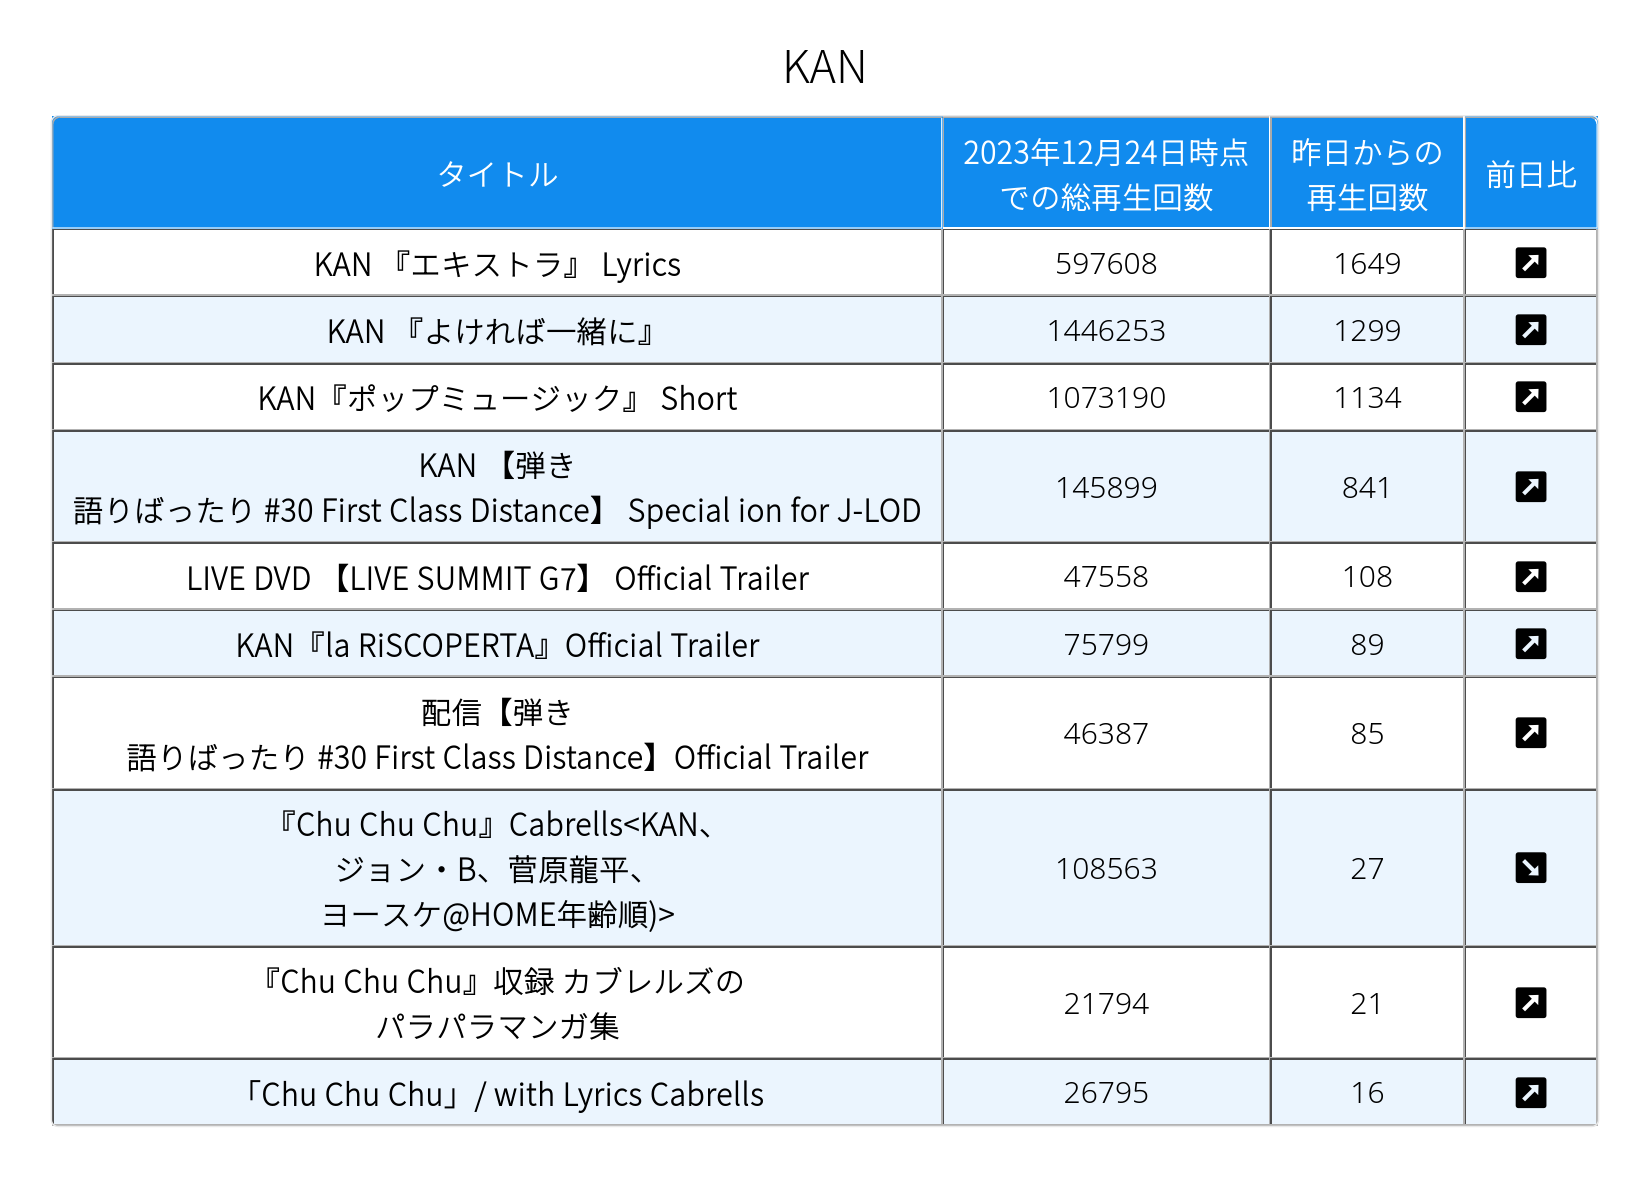 KAN
タイトル
2023年12月24日時点
での総再生回数
昨日からの
再生回数
前日比
KAN 『エキストラ』 Lyrics
597608
1649
KAN 『よければ一緒に』
1446253
1299
KAN『ポップミュージック』 Short
1073190
1134
KAN 【弾き
語りばったり #30 First Class Distance】 Special ion for J-LOD
145899
841
LIVE DVD 【LIVE SUMMIT G7】 Official Trailer
47558
108
KAN『la RiSCOPERTA』Official Trailer
75799
89
配信【弾き
語りばったり #30 First Class Distance】Official Trailer
46387
85
『Chu Chu Chu』Cabrells<KAN、
ジョン・B、菅原龍平、
ヨースケ@HOME年齢順)>
108563
27
『Chu Chu Chu』収録 カブレルズの
パラパラマンガ集
21794
21
「Chu Chu Chu」/ with Lyrics Cabrells
26795
16